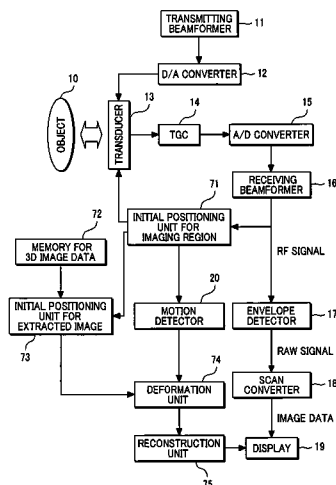 TRANSMITTING
BEAMFORMER
11
D/A CONVERTER
12
10
OBJECT
13
TRANSDUCER
14
TGC
15
A/D CONVERTER
RECEIVING
BEAMFORMER
16
71
INITIAL POSITIONING
UNIT FOR
IMAGING REGION
RF SIGNAL
72
MEMORY FOR
3D IMAGE DATA
INITIAL POSITIONING
UNIT FOR
EXTRACTED IMAGE
73
20
MOTION
DETECTOR
ENVELOPE
DETECTOR
17
RAW SIGNAL
74
DEFORMATION
UNIT
SCAN
CONVERTER
18
IMAGE DATA
RECONSTRUCTION
UNIT
75
DISPLAY
19